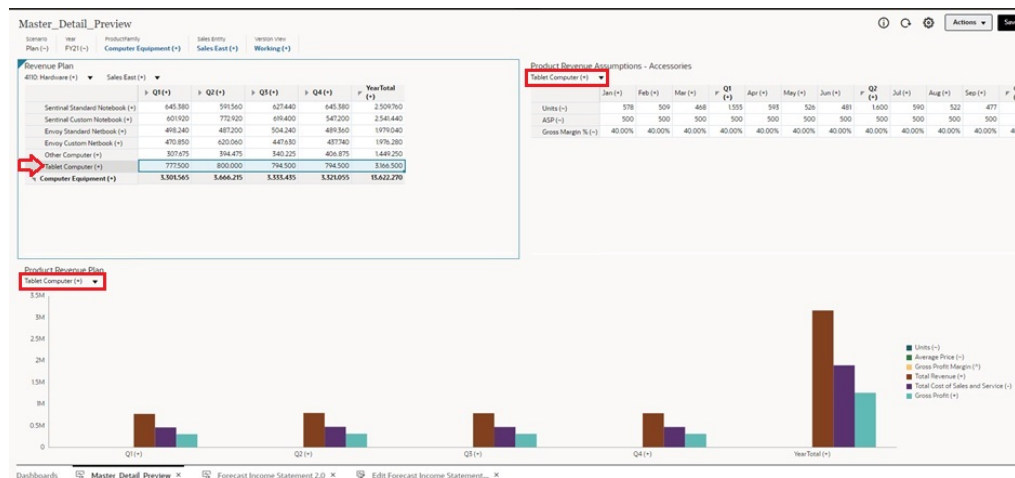 Master_Detail_Preview
Actions
Scenario Year ProductFamily Sales Entity Version View
Plan (~) FY21 (~) Computer Equipment (+) Sales East (+) Working (+)
Revenue Plan
4110: Hardware (+) Sales East (+)
Q1 (+) Q2 (+) Q3 (+) Q4 (+) YearTotal (+)
Sentinal Standard Notebook (+) 645.380 591.560 627.440 645.380 2.509.760
Sentinal Custom Notebook (+) 601.920 772.920 619.400 547.200 2.541.440
Envoy Standard Netbook (+) 498.240 487.200 504.240 489.360 1.979.040
Envoy Custom Netbook (+) 470.850 620.060 447.630 437.740 1.976.280
Other Computer (+) 307.675 394.475 340.225 406.875 1.449.250
Tablet Computer (+) 777.500 800.000 794.500 794.500 3.166.500
Computer Equipment (+) 3.301.565 3.666.215 3.333.435 3.321.055 13.622.270
Product Revenue Assumptions - Accessories
Tablet Computer (+)
Jan (+) Feb (+) Mar (+) Q1 (+) Apr (+) May (+) Jun (+) Q2 (+) Jul (+) Aug (+) Sep (+)
Units (~) 578 509 468 1.555 593 526 481 1.600 590 522 477
ASP (~) 500 500 500 500 500 500 500 500 500 500 500
Gross Margin % (~) 40.00% 40.00% 40.00% 40.00% 40.00% 40.00% 40.00% 40.00% 40.00% 40.00% 40.00%
Product Revenue Plan
Tablet Computer (+)
3.5M
3M
2.5M
2M
1.5M
1M
0.5M
0
Q1 (+) Q2 (+) Q3 (+) Q4 (+) YearTotal (+)
Units (~)
Average Price (~)
Gross Profit Margin (^)
Total Revenue (+)
Total Cost of Sales and Service (-)
Gross Profit (+)
Dashboards Master_Detail_Preview × Forecast Income Statement 2.0 × Edit Forecast Income Statement... ×